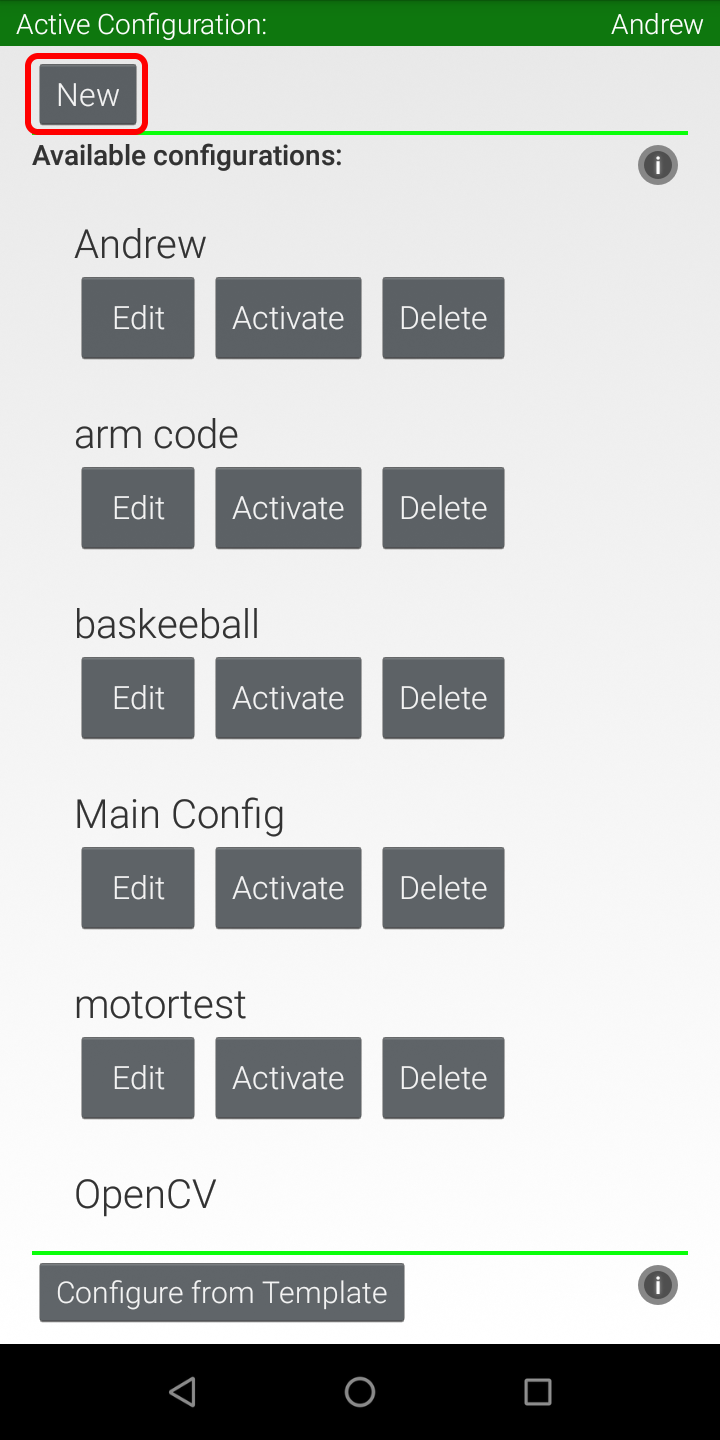 Active Configuration: Andrew
New
Available configurations:
Andrew
Edit Activate Delete
arm code
Edit Activate Delete
baskeeball
Edit Activate Delete
Main Config
Edit Activate Delete
motortest
Edit Activate Delete
OpenCV
Configure from Template